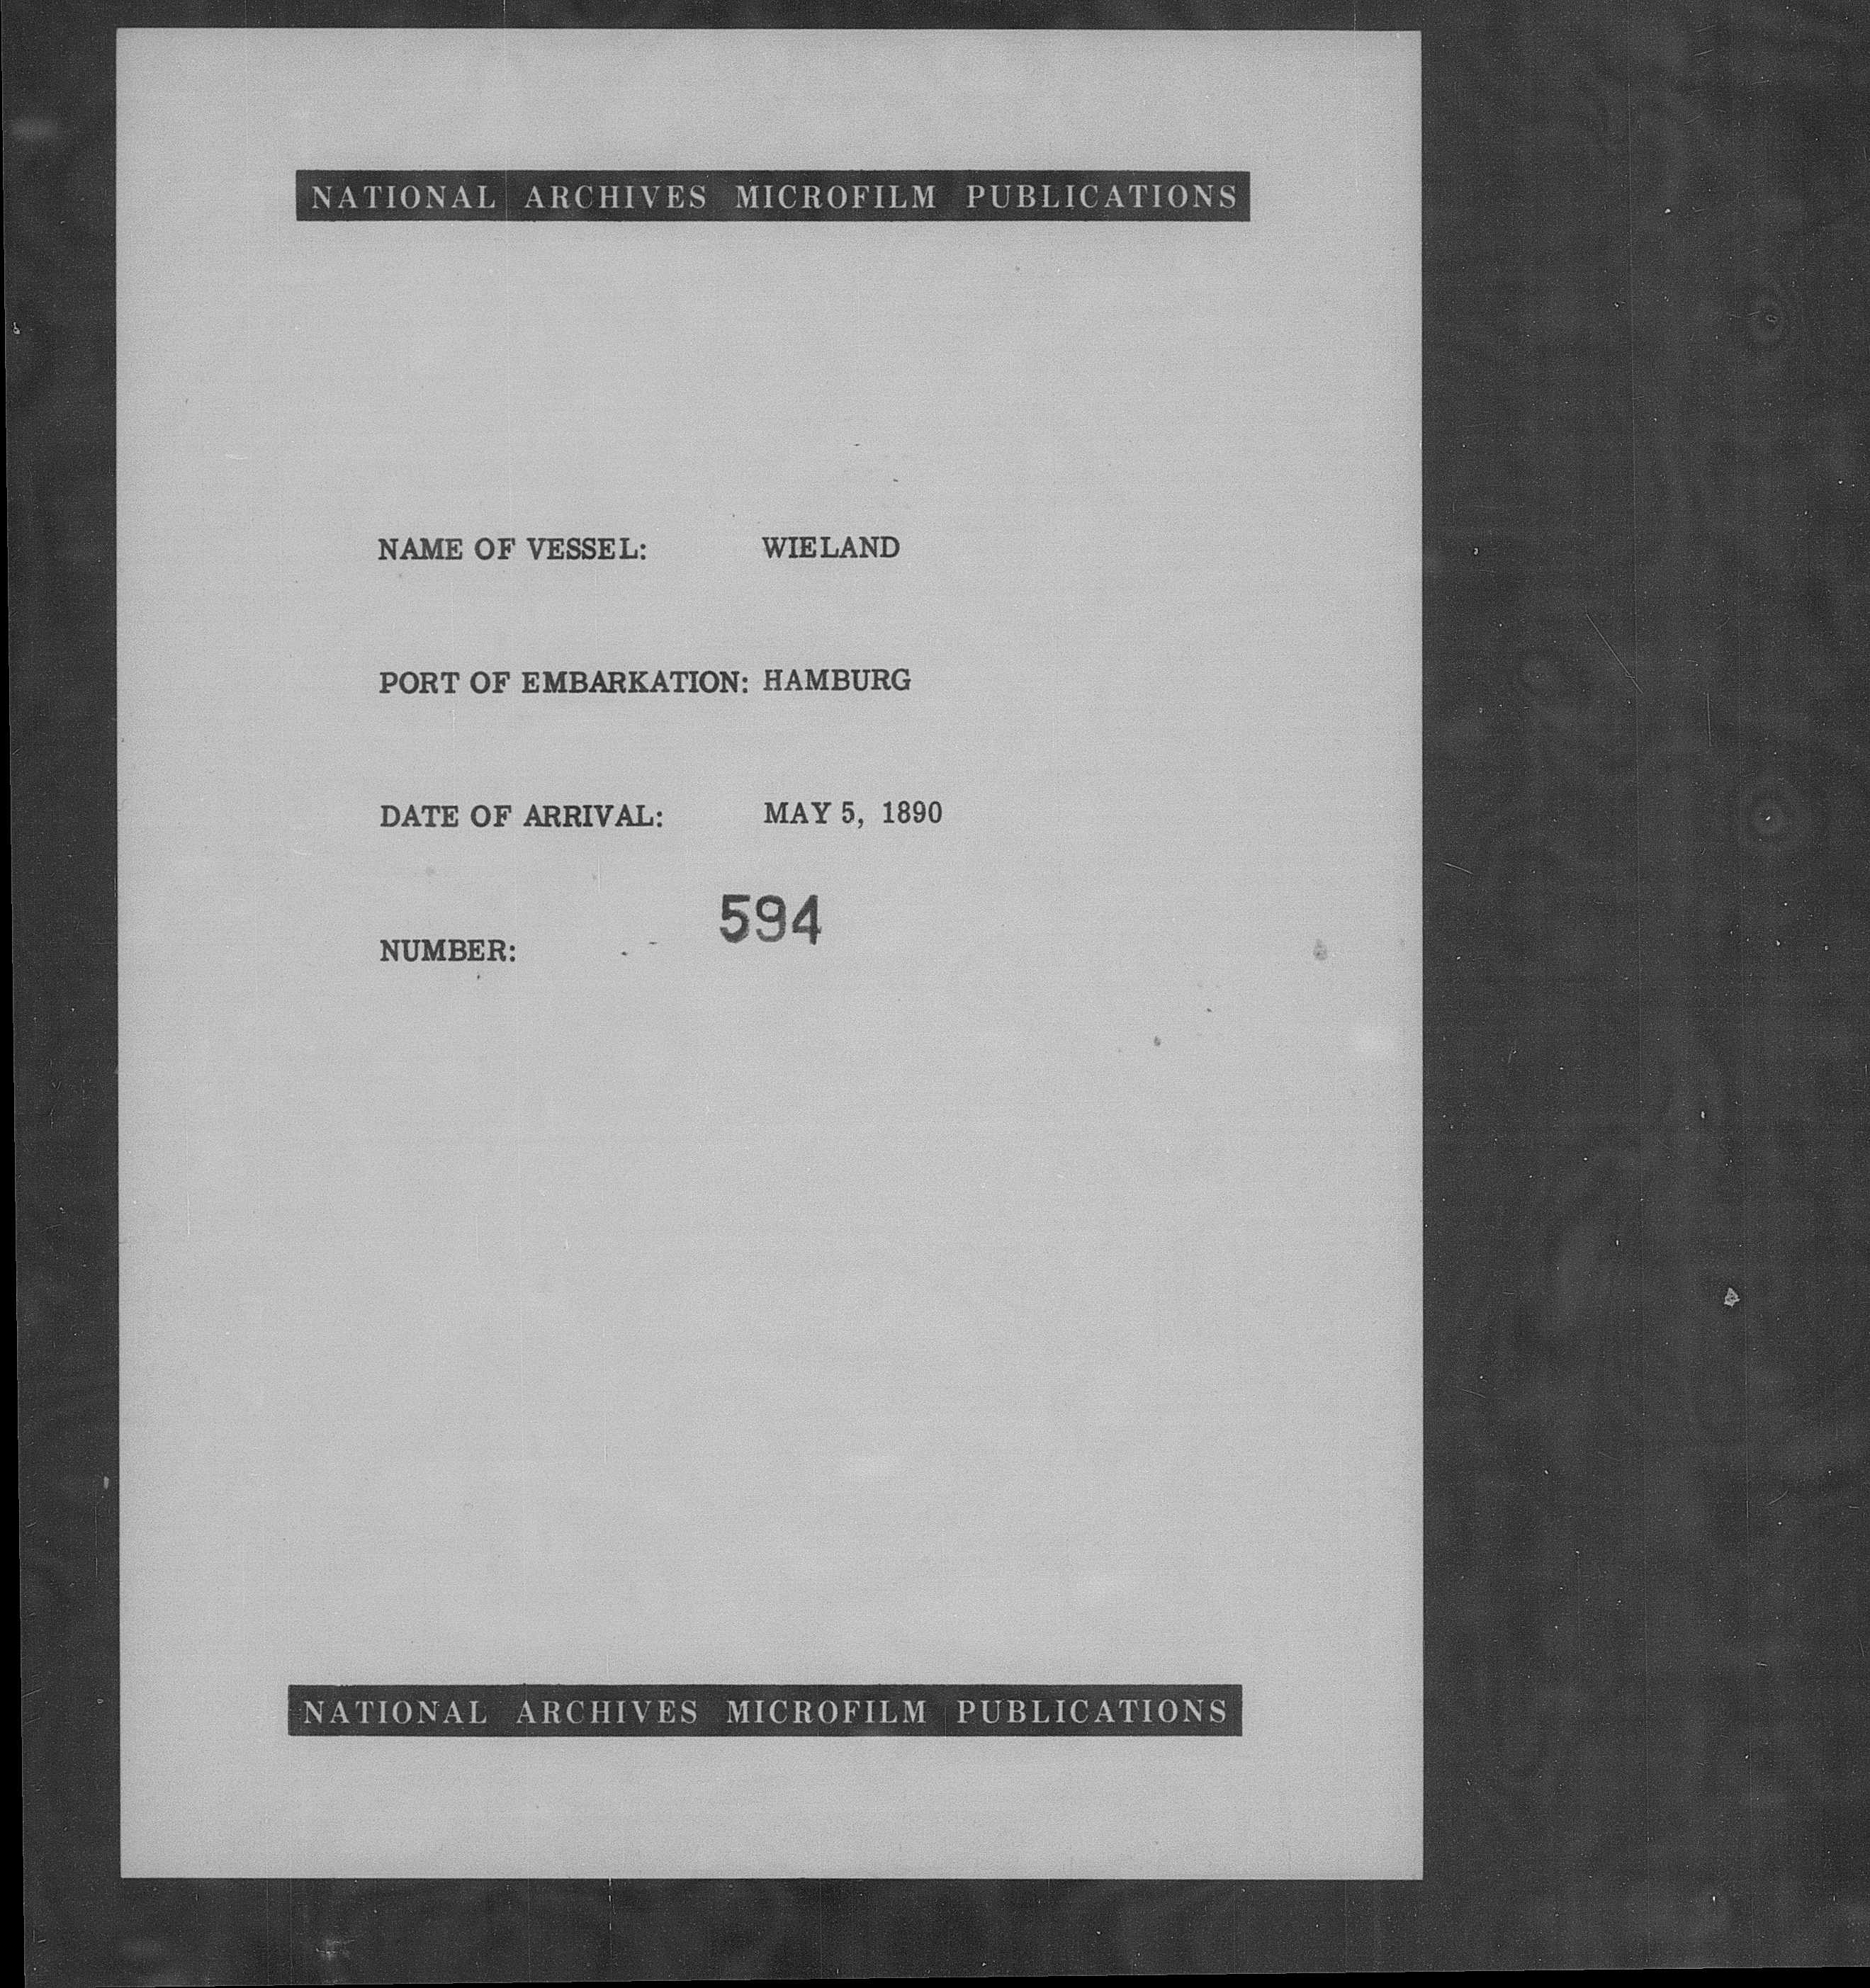 NATIONAL ARCHIVES MICROFILM PUBLICATIONS
NAME OF VESSEL: WIELAND
PORT OF EMBARKATION: HAMBURG
DATE OF ARRIVAL: MAY 5, 1890
NUMBER: 594
NATIONAL ARCHIVES MICROFILM PUBLICATIONS